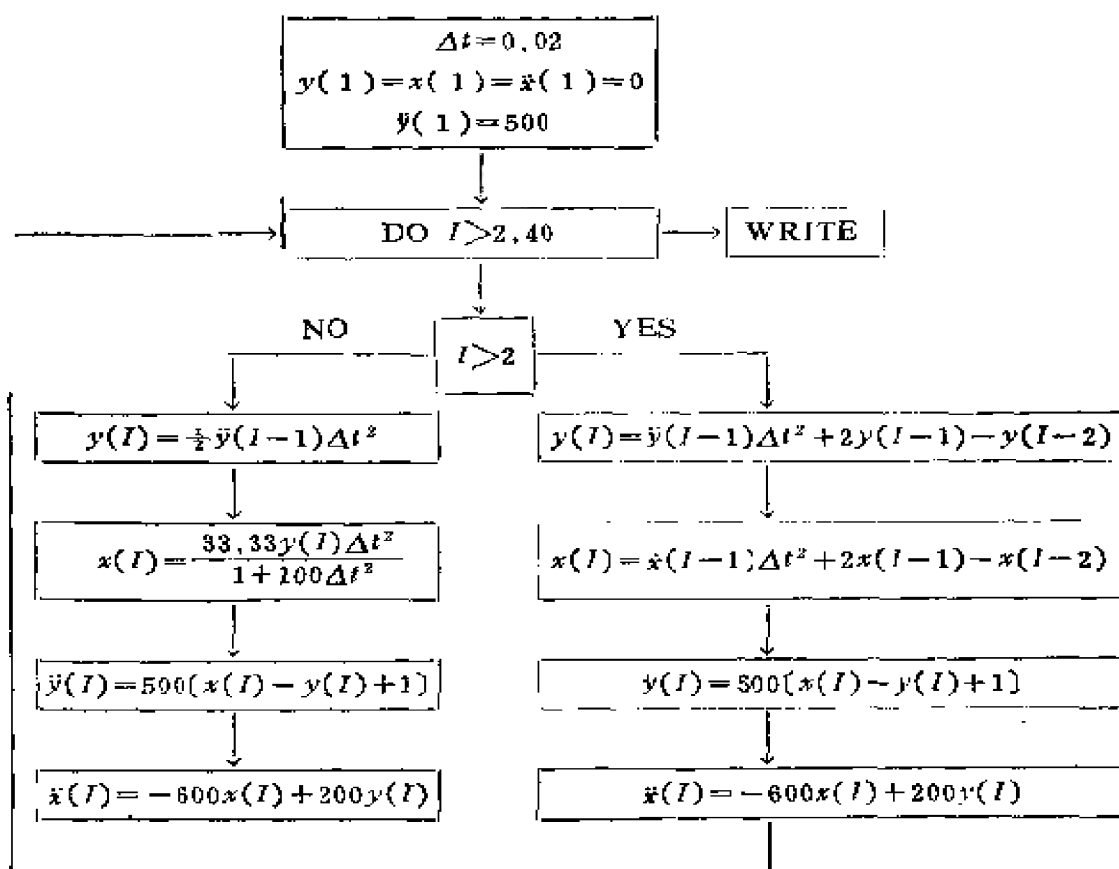 Δt=0.02
y(1)=x(1)=ẍ(1)=0
ÿ(1)=500
DO I>2,40
WRITE
NO
YES
I>2
y(I)=½ÿ(I−1)Δt²
y(I)=ÿ(I−1)Δt²+2y(I−1)−y(I−2)
x(I)=33,33y(I)Δt²/1+100Δt²
x(I)=ẍ(I−1)Δt²+2x(I−1)−x(I−2)
ÿ(I)=500[x(I)−y(I)+1]
ÿ(I)=500[x(I)−y(I)+1]
ẍ(I)=−600x(I)+200y(I)
ẍ(I)=−600x(I)+200y(I)